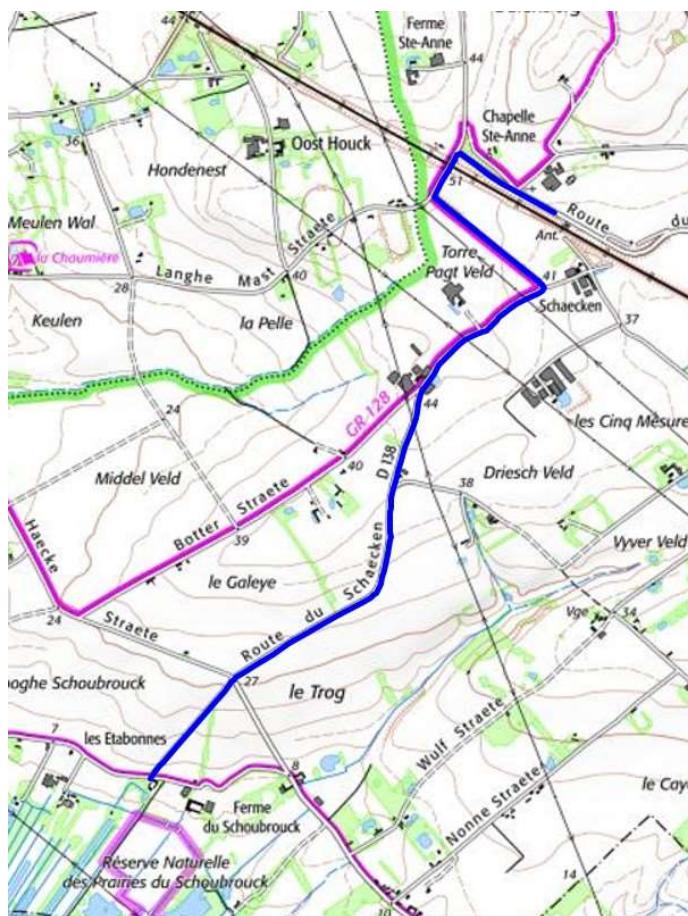 44
Ferme
Ste-Anne
44
Chapelle
Ste-Anne
36
Oost Houck
Hondenest
51
Route du
Meulen Wal
Ant.
la Chaumière
Langhe Mast Straete
40
Torre
Paqt Veld
41
28
Schaecken
Keulen
la Pelle
37
GR-128
44
24
les Cinq Mesure
Middel Veld
40
D 138
Driesch Veld
38
Haecke
Botter Straete
39
Vyver Veld
le Galeye
Route du Schaecken
Vge
34
24
Straete
27
ooghe Schoubrouck
le Trog
7
les Etabonnes
Wulf Straete
8
Nonne Straete
le Cay
Ferme
du Schoubrouck
Réserve Naturelle
des Prairies du Schoubrouck
14
10